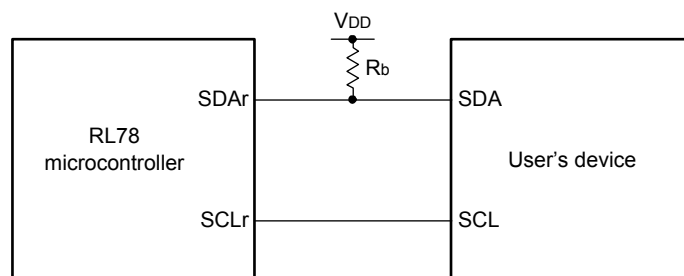 VDD
Rb
SDAr
SDA
RL78
microcontroller
User's device
SCLr
SCL